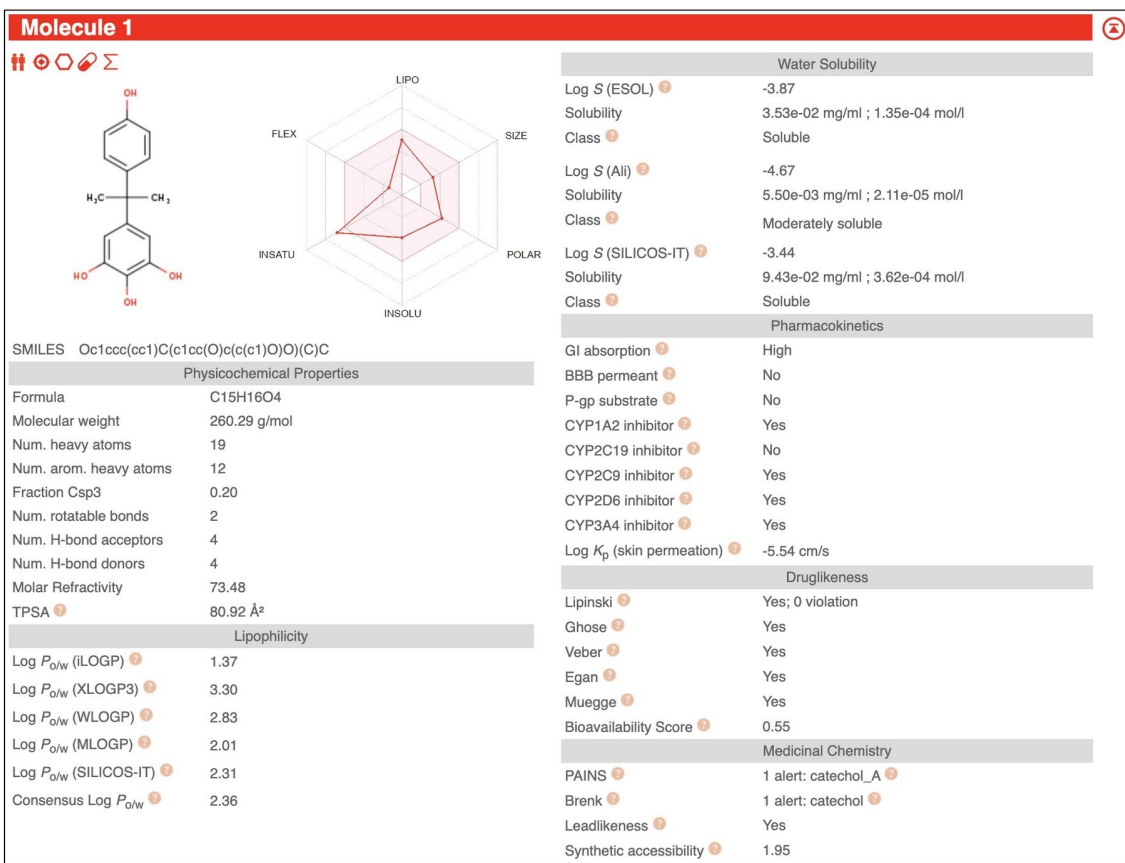 Molecule 1
LIPO
SIZE
POLAR
INSOLU
INSATU
FLEX
OH
H₃C
CH₃
HO
OH
OH
SMILES Oc1ccc(cc1)C(c1cc(O)c(c(c1)O)O)(C)C
Physicochemical Properties
Formula C15H16O4
Molecular weight 260.29 g/mol
Num. heavy atoms 19
Num. arom. heavy atoms 12
Fraction Csp3 0.20
Num. rotatable bonds 2
Num. H-bond acceptors 4
Num. H-bond donors 4
Molar Refractivity 73.48
TPSA ? 80.92 Å²
Lipophilicity
Log Po/w (iLOGP) ? 1.37
Log Po/w (XLOGP3) ? 3.30
Log Po/w (WLOGP) ? 2.83
Log Po/w (MLOGP) ? 2.01
Log Po/w (SILICOS-IT) ? 2.31
Consensus Log Po/w ? 2.36
Water Solubility
Log S (ESOL) ? -3.87
Solubility 3.53e-02 mg/ml ; 1.35e-04 mol/l
Class ? Soluble
Log S (Ali) ? -4.67
Solubility 5.50e-03 mg/ml ; 2.11e-05 mol/l
Class ? Moderately soluble
Log S (SILICOS-IT) ? -3.44
Solubility 9.43e-02 mg/ml ; 3.62e-04 mol/l
Class ? Soluble
Pharmacokinetics
GI absorption ? High
BBB permeant ? No
P-gp substrate ? No
CYP1A2 inhibitor ? Yes
CYP2C19 inhibitor ? No
CYP2C9 inhibitor ? Yes
CYP2D6 inhibitor ? Yes
CYP3A4 inhibitor ? Yes
Log Kp (skin permeation) ? -5.54 cm/s
Druglikeness
Lipinski ? Yes; 0 violation
Ghose ? Yes
Veber ? Yes
Egan ? Yes
Muegge ? Yes
Bioavailability Score ? 0.55
Medicinal Chemistry
PAINS ? 1 alert: catechol_A ?
Brenk ? 1 alert: catechol ?
Leadlikeness ? Yes
Synthetic accessibility ? 1.95